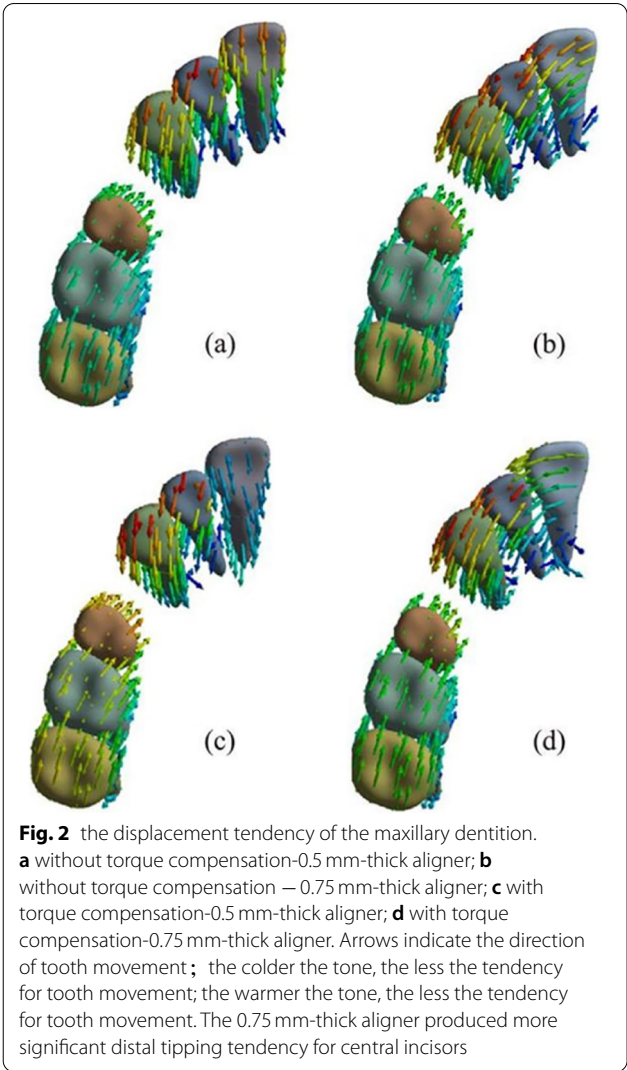 (a)
(b)
(c)
(d)
Fig. 2 the displacement tendency of the maxillary dentition.
a without torque compensation-0.5 mm-thick aligner; b
without torque compensation − 0.75 mm-thick aligner; c with
torque compensation-0.5 mm-thick aligner; d with torque
compensation-0.75 mm-thick aligner. Arrows indicate the direction
of tooth movement；the colder the tone, the less the tendency
for tooth movement; the warmer the tone, the less the tendency
for tooth movement. The 0.75 mm-thick aligner produced more
significant distal tipping tendency for central incisors